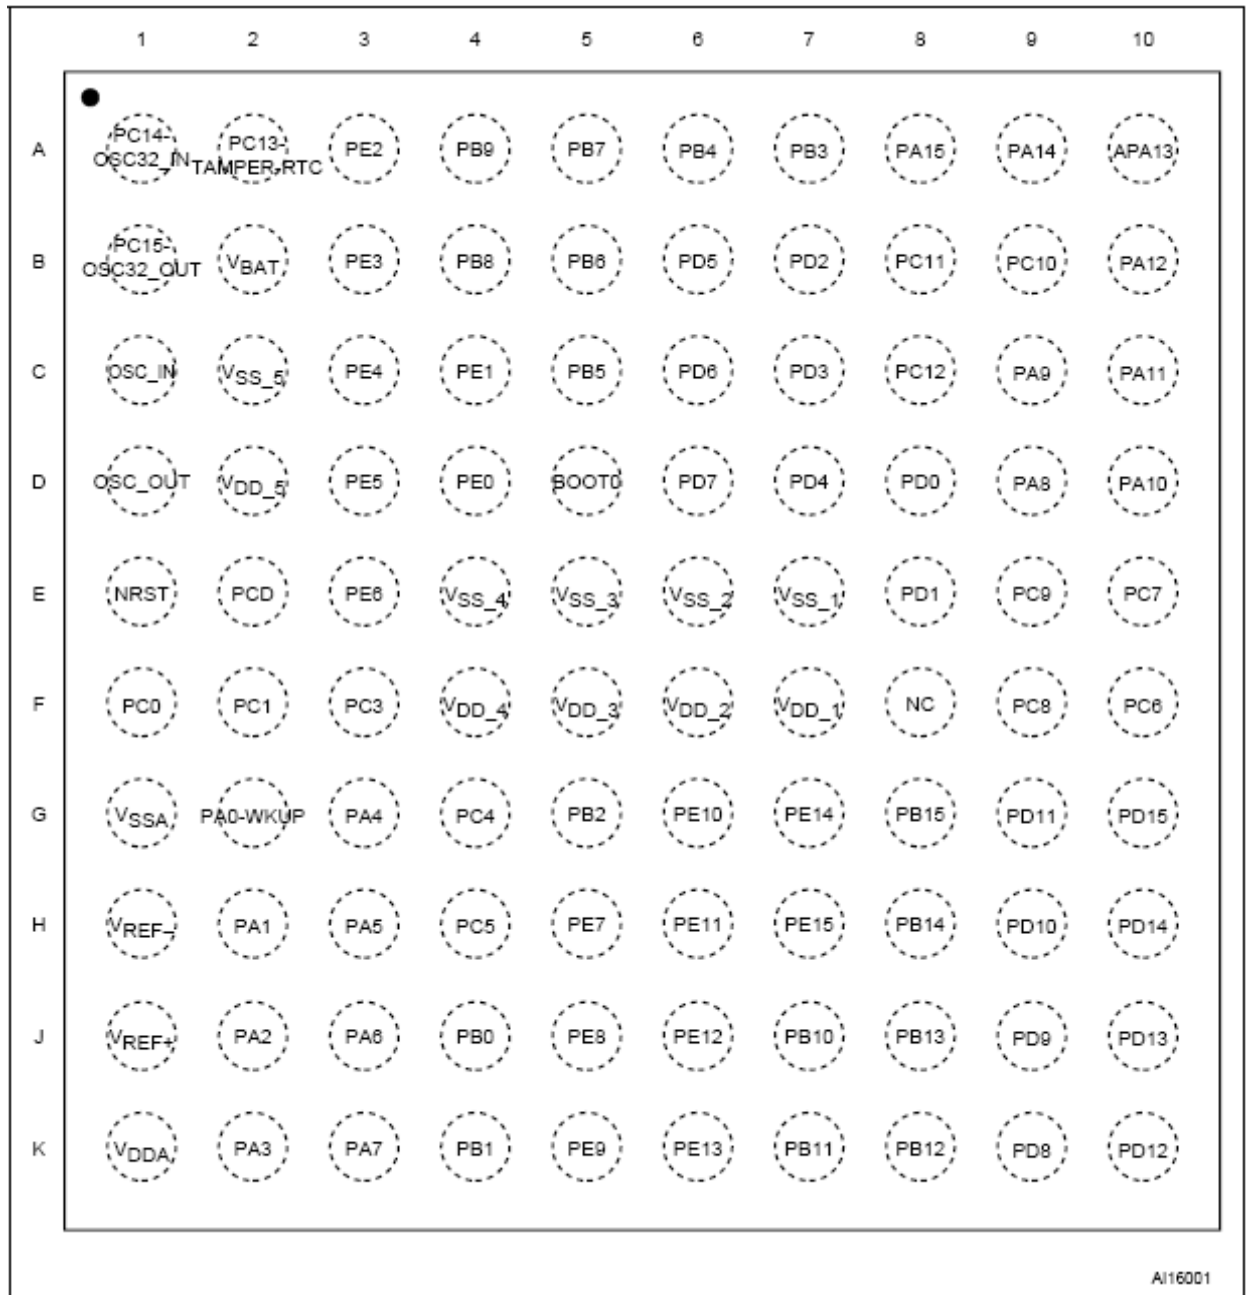 1 2 3 4 5 6 7 8 9 10
A PC14-OSC32_IN PC13-TAMPER-RTC PE2 PB9 PB7 PB4 PB3 PA15 PA14 APA13
B PC15-OSC32_OUT VBAT PE3 PB8 PB6 PD5 PD2 PC11 PC10 PA12
C OSC_IN VSS_5 PE4 PE1 PB5 PD6 PD3 PC12 PA9 PA11
D OSC_OUT VDD_5 PE5 PE0 BOOT0 PD7 PD4 PD0 PA8 PA10
E NRST PCD PE6 VSS_4 VSS_3 VSS_2 VSS_1 PD1 PC9 PC7
F PC0 PC1 PC3 VDD_4 VDD_3 VDD_2 VDD_1 NC PC8 PC6
G VSSA PA0-WKUP PA4 PC4 PB2 PE10 PE14 PB15 PD11 PD15
H VREF– PA1 PA5 PC5 PE7 PE11 PE15 PB14 PD10 PD14
J VREF+ PA2 PA6 PB0 PE8 PE12 PB10 PB13 PD9 PD13
K VDDA PA3 PA7 PB1 PE9 PE13 PB11 PB12 PD8 PD12
AI16001